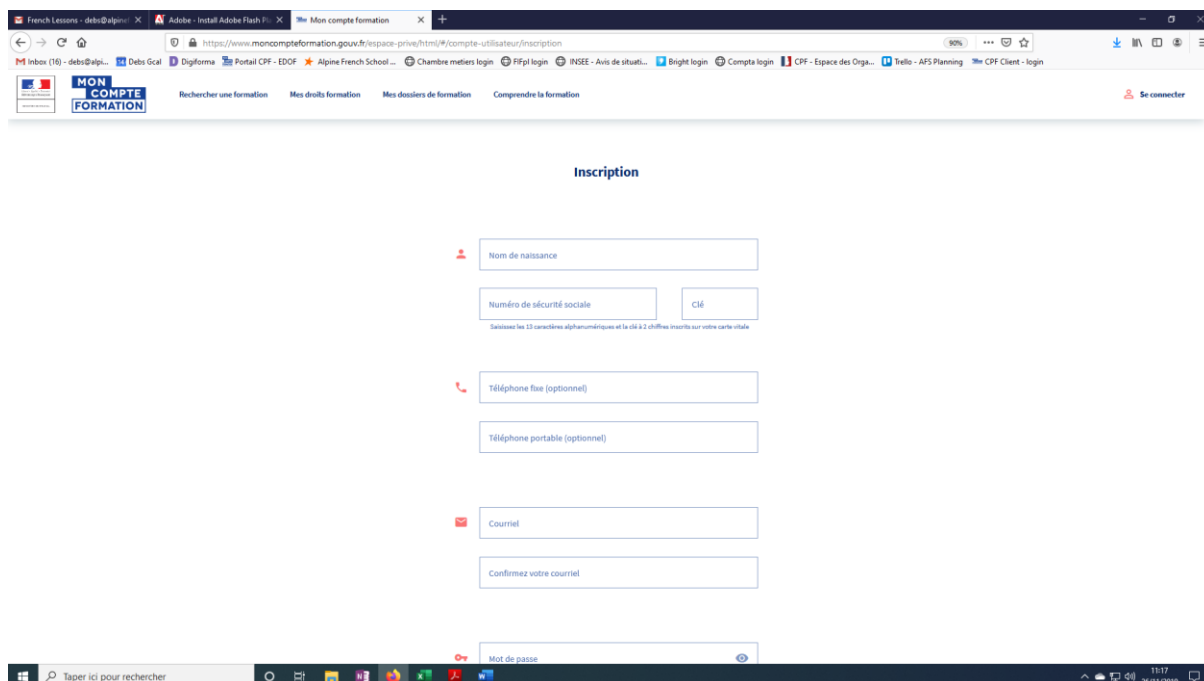 French Lessons - debs@alpine
Adobe - Install Adobe Flash Pl
Mon compte formation
https://www.moncompteformation.gouv.fr/espace-prive/html/#/compte-utilisateur/inscription
90%
Inbox (16) - debs@alpi... Debs Gcal Digiforma Portail CPF - EDOF Alpine French School ... Chambre metiers login FIFpl login INSEE - Avis de situati... Bright login Compta login CPF - Espace des Orga... Trello - AFS Planning CPF Client - login
MON
COMPTE
FORMATION
Rechercher une formation Mes droits formation Mes dossiers de formation Comprendre la formation Se connecter
Inscription
Nom de naissance
Numéro de sécurité sociale Clé
Saisissez les 13 caractères alphanumériques et la clé à 2 chiffres inscrits sur votre carte vitale
Téléphone fixe (optionnel)
Téléphone portable (optionnel)
Courriel
Confirmez votre courriel
Mot de passe
Taper ici pour rechercher
11:17